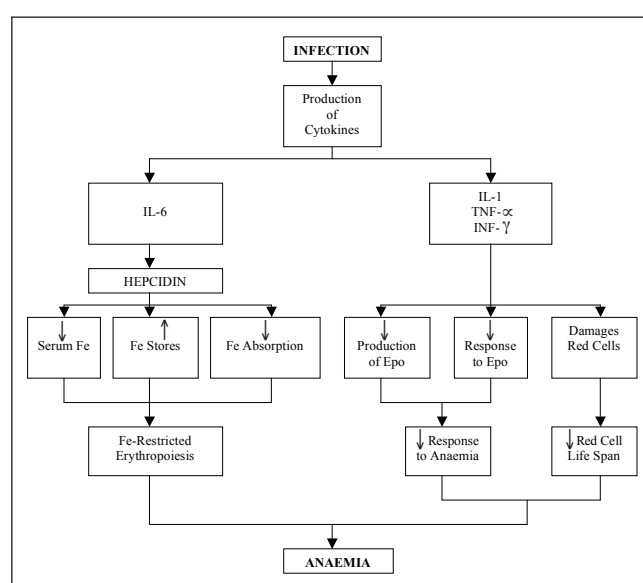 INFECTION
Production
of
Cytokines
IL-6
IL-1
TNF-∝
INF-γ
HEPCIDIN
↓
Serum Fe
↑
Fe Stores
↓
Fe Absorption
↓
Production
of Epo
↓
Response
to Epo
Damages
Red Cells
Fe-Restricted
Erythropoiesis
↓ Response
to Anaemia
↓ Red Cell
Life Span
ANAEMIA